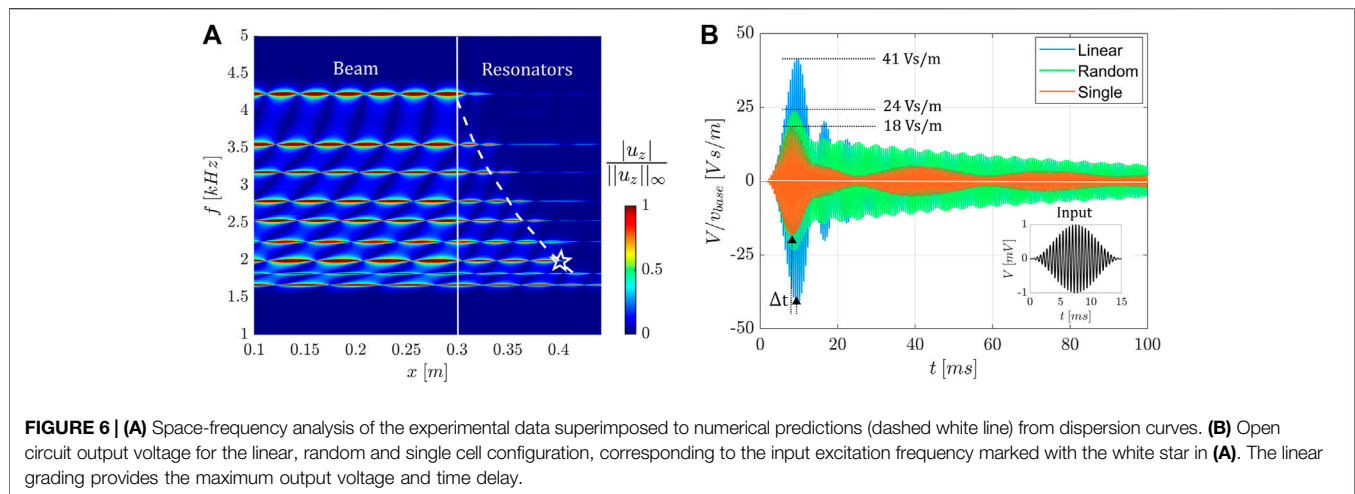 A
5
4.5
4
3.5
3
2.5
2
1.5
1
f [kHz]
Beam
Resonators
0.1
0.15
0.2
0.25
0.3
0.35
0.4
x [m]
|u_z|
||u_z||_∞
1
0.5
0
B
50
25
0
-25
-50
V/v_base [Vs/m]
41 Vs/m
24 Vs/m
18 Vs/m
Linear
Random
Single
Δt
Input
V [mV]
1
0
-1
0
5
10
15
t [ms]
0
20
40
60
80
100
t [ms]
FIGURE 6 | (A) Space-frequency analysis of the experimental data superimposed to numerical predictions (dashed white line) from dispersion curves. (B) Open
circuit output voltage for the linear, random and single cell configuration, corresponding to the input excitation frequency marked with the white star in (A). The linear
grading provides the maximum output voltage and time delay.